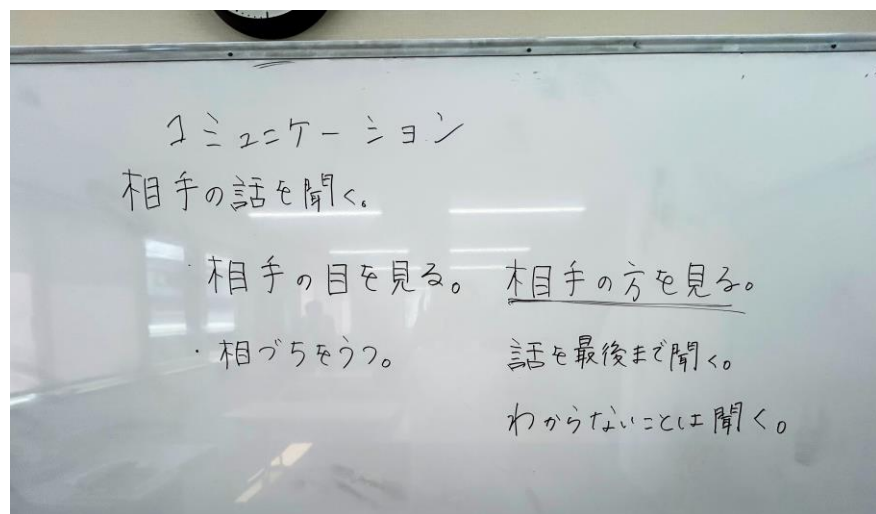 コミュニケーション
相手の話を聞く。
・相手の目を見る。 相手の方を見る。
・相づちをうつ。 話を最後まで聞く。
わからないことは聞く。